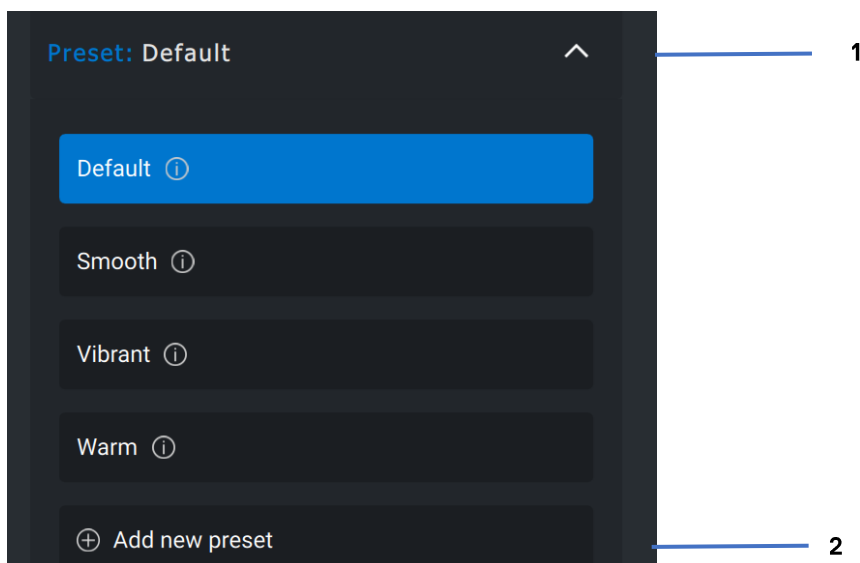 Preset: Default
1
Default
Smooth
Vibrant
Warm
Add new preset
2